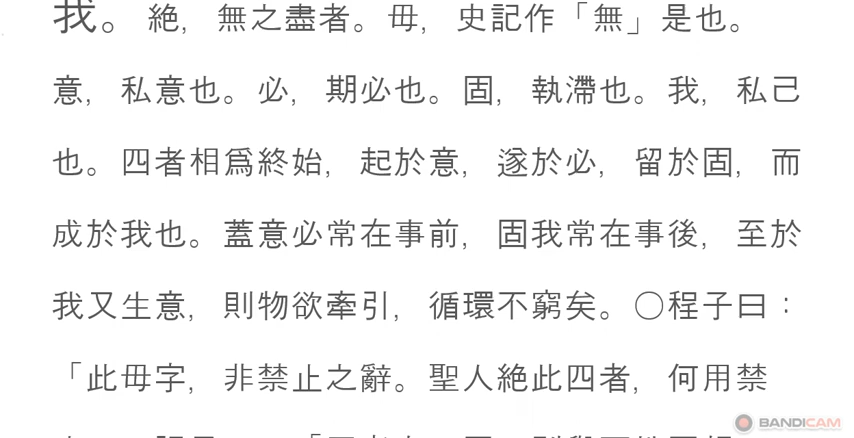 我。絶，無之盡者。毋，史記作「無」是也。
意，私意也。必，期必也。固，執滯也。我，私己
也。四者相爲終始，起於意，遂於必，留於固，而
成於我也。蓋意必常在事前，固我常在事後，至於
我又生意，則物欲牽引，循環不窮矣。〇程子曰：
「此毋字，非禁止之辭。聖人絶此四者，何用禁
BANDICAM